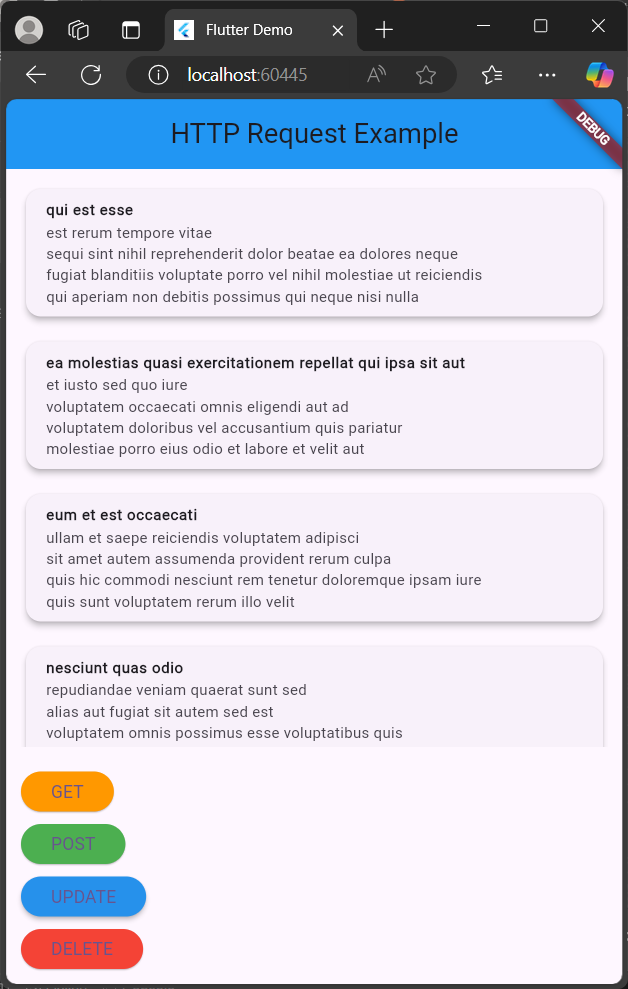 Flutter Demo
localhost:60445
HTTP Request Example
DEBUG
qui est esse
est rerum tempore vitae
sequi sint nihil reprehenderit dolor beatae ea dolores neque
fugiat blanditiis voluptate porro vel nihil molestiae ut reiciendis
qui aperiam non debitis possimus qui neque nisi nulla
ea molestias quasi exercitationem repellat qui ipsa sit aut
et iusto sed quo iure
voluptatem occaecati omnis eligendi aut ad
voluptatem doloribus vel accusantium quis pariatur
molestiae porro eius odio et labore et velit aut
eum et est occaecati
ullam et saepe reiciendis voluptatem adipisci
sit amet autem assumenda provident rerum culpa
quis hic commodi nesciunt rem tenetur doloremque ipsam iure
quis sunt voluptatem rerum illo velit
nesciunt quas odio
repudiandae veniam quaerat sunt sed
alias aut fugiat sit autem sed est
voluptatem omnis possimus esse voluptatibus quis
GET
POST
UPDATE
DELETE